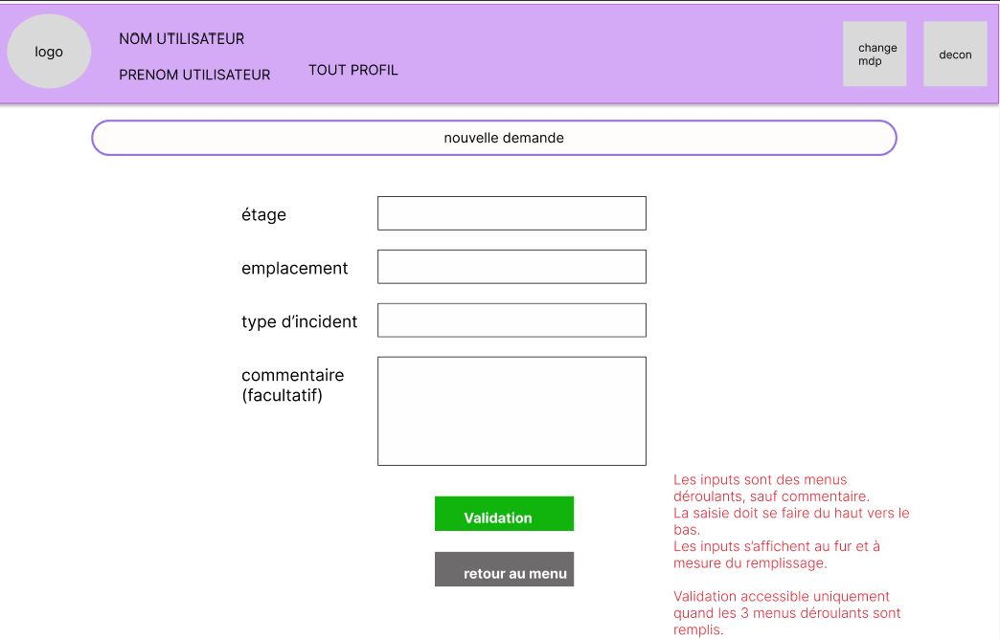 logo
NOM UTILISATEUR
PRENOM UTILISATEUR
TOUT PROFIL
change
mdp
decon
nouvelle demande
étage
emplacement
type d’incident
commentaire
(facultatif)
Validation
retour au menu
Les inputs sont des menus
déroulants, sauf commentaire.
La saisie doit se faire du haut vers le
bas.
Les inputs s’affichent au fur et à
mesure du remplissage.
Validation accessible uniquement
quand les 3 menus déroulants sont
remplis.